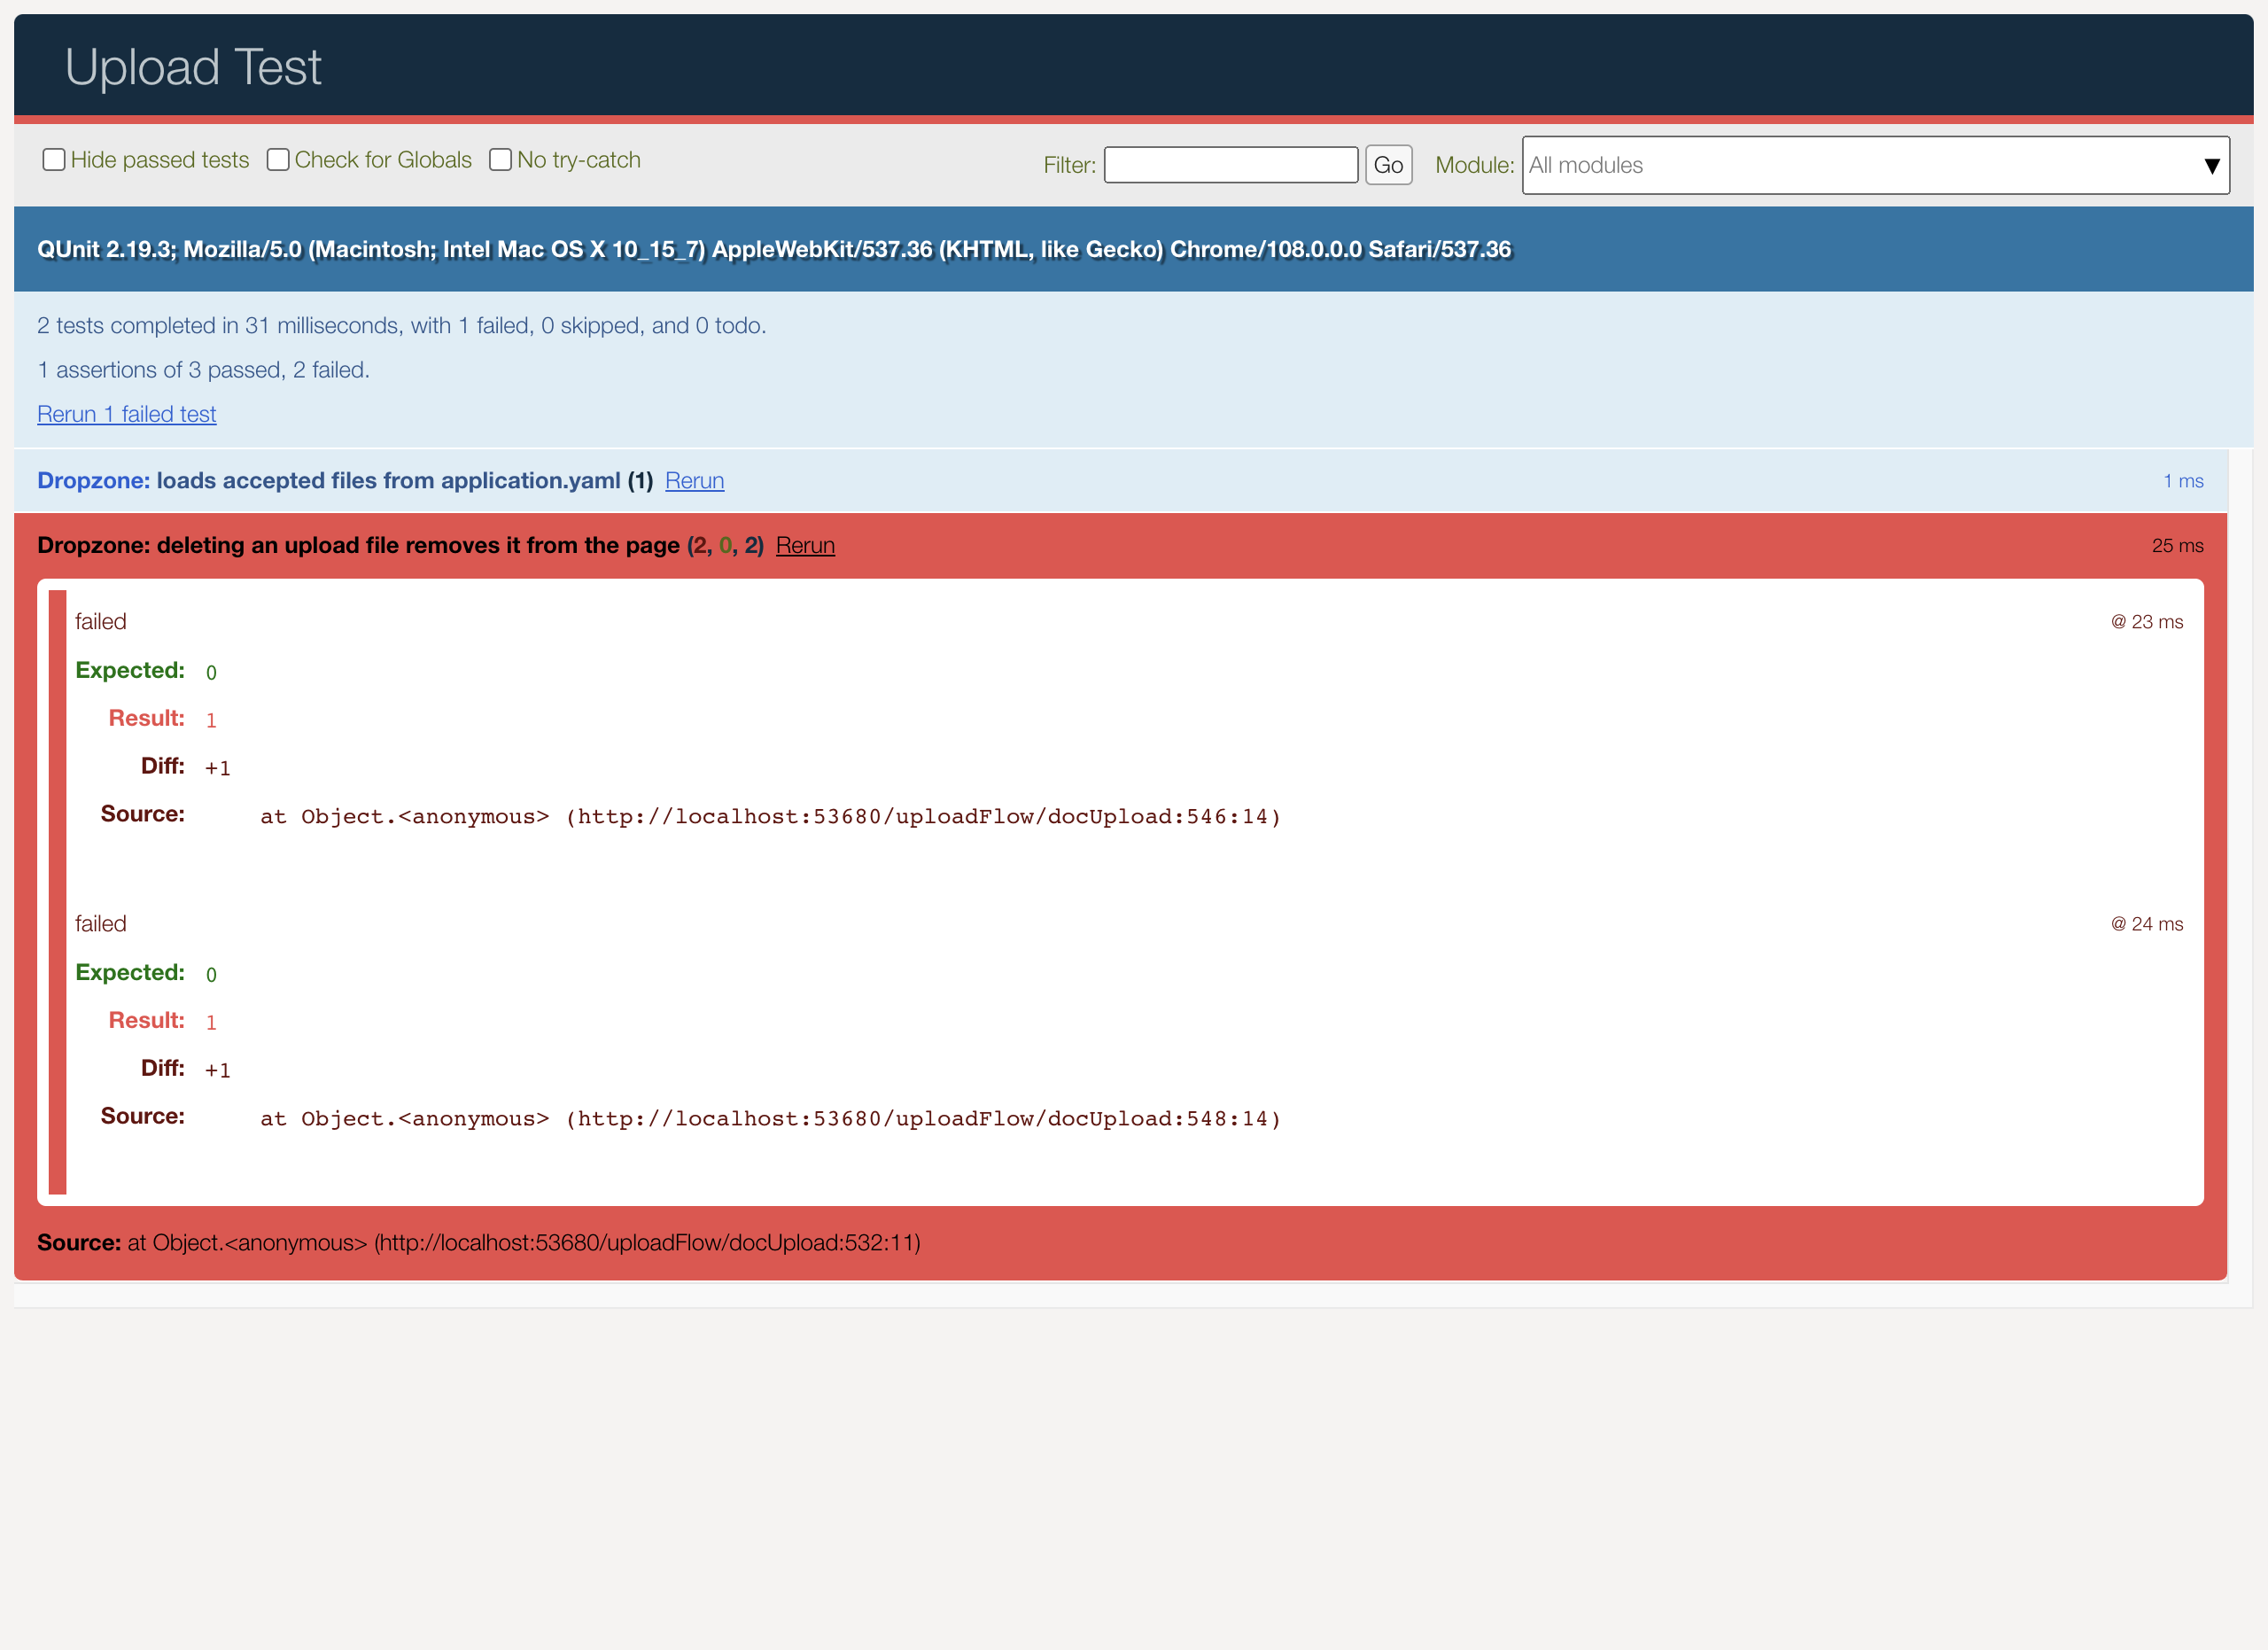 Upload Test
Hide passed tests Check for Globals No try-catch Filter: Go Module: All modules ▼
QUnit 2.19.3; Mozilla/5.0 (Macintosh; Intel Mac OS X 10_15_7) AppleWebKit/537.36 (KHTML, like Gecko) Chrome/108.0.0.0 Safari/537.36
2 tests completed in 31 milliseconds, with 1 failed, 0 skipped, and 0 todo.
1 assertions of 3 passed, 2 failed.
Rerun 1 failed test
Dropzone: loads accepted files from application.yaml (1) Rerun 1 ms
Dropzone: deleting an upload file removes it from the page (2, 0, 2) Rerun 25 ms
failed @ 23 ms
Expected: 0
Result: 1
Diff: +1
Source: at Object.<anonymous> (http://localhost:53680/uploadFlow/docUpload:546:14)
failed @ 24 ms
Expected: 0
Result: 1
Diff: +1
Source: at Object.<anonymous> (http://localhost:53680/uploadFlow/docUpload:548:14)
Source: at Object.<anonymous> (http://localhost:53680/uploadFlow/docUpload:532:11)